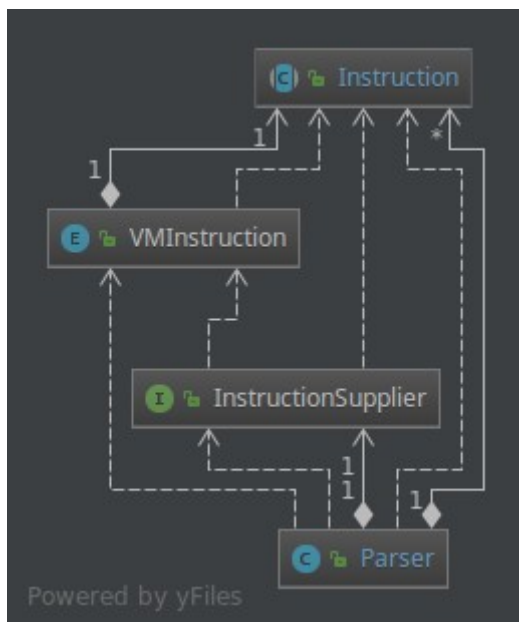 C Instruction
1 *
1
E VMInstruction
I InstructionSupplier
1
1 1
C Parser
Powered by yFiles